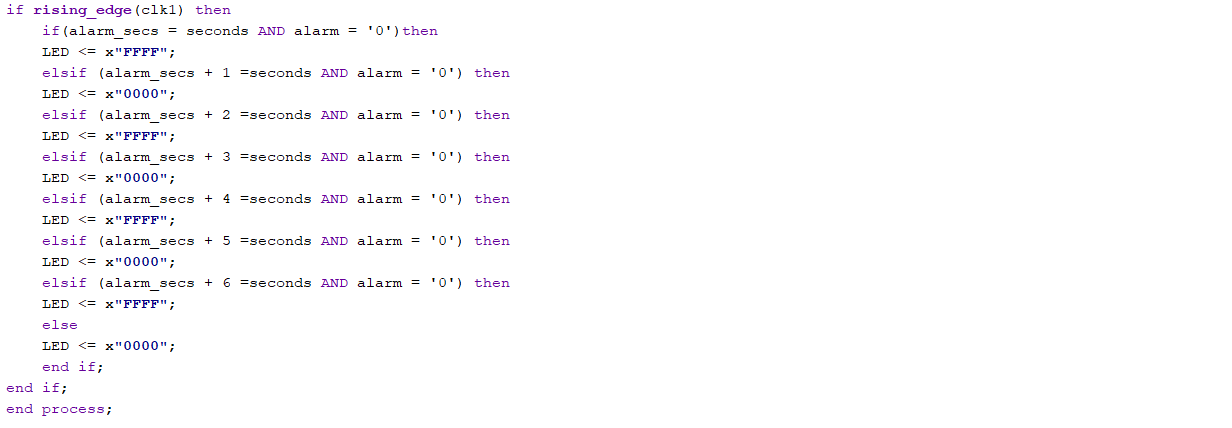 if rising_edge(clk1) then
if(alarm_secs = seconds AND alarm = '0')then
LED <= x"FFFF";
elsif (alarm_secs + 1 =seconds AND alarm = '0') then
LED <= x"0000";
elsif (alarm_secs + 2 =seconds AND alarm = '0') then
LED <= x"FFFF";
elsif (alarm_secs + 3 =seconds AND alarm = '0') then
LED <= x"0000";
elsif (alarm_secs + 4 =seconds AND alarm = '0') then
LED <= x"FFFF";
elsif (alarm_secs + 5 =seconds AND alarm = '0') then
LED <= x"0000";
elsif (alarm_secs + 6 =seconds AND alarm = '0') then
LED <= x"FFFF";
else
LED <= x"0000";
end if;
end if;
end process;